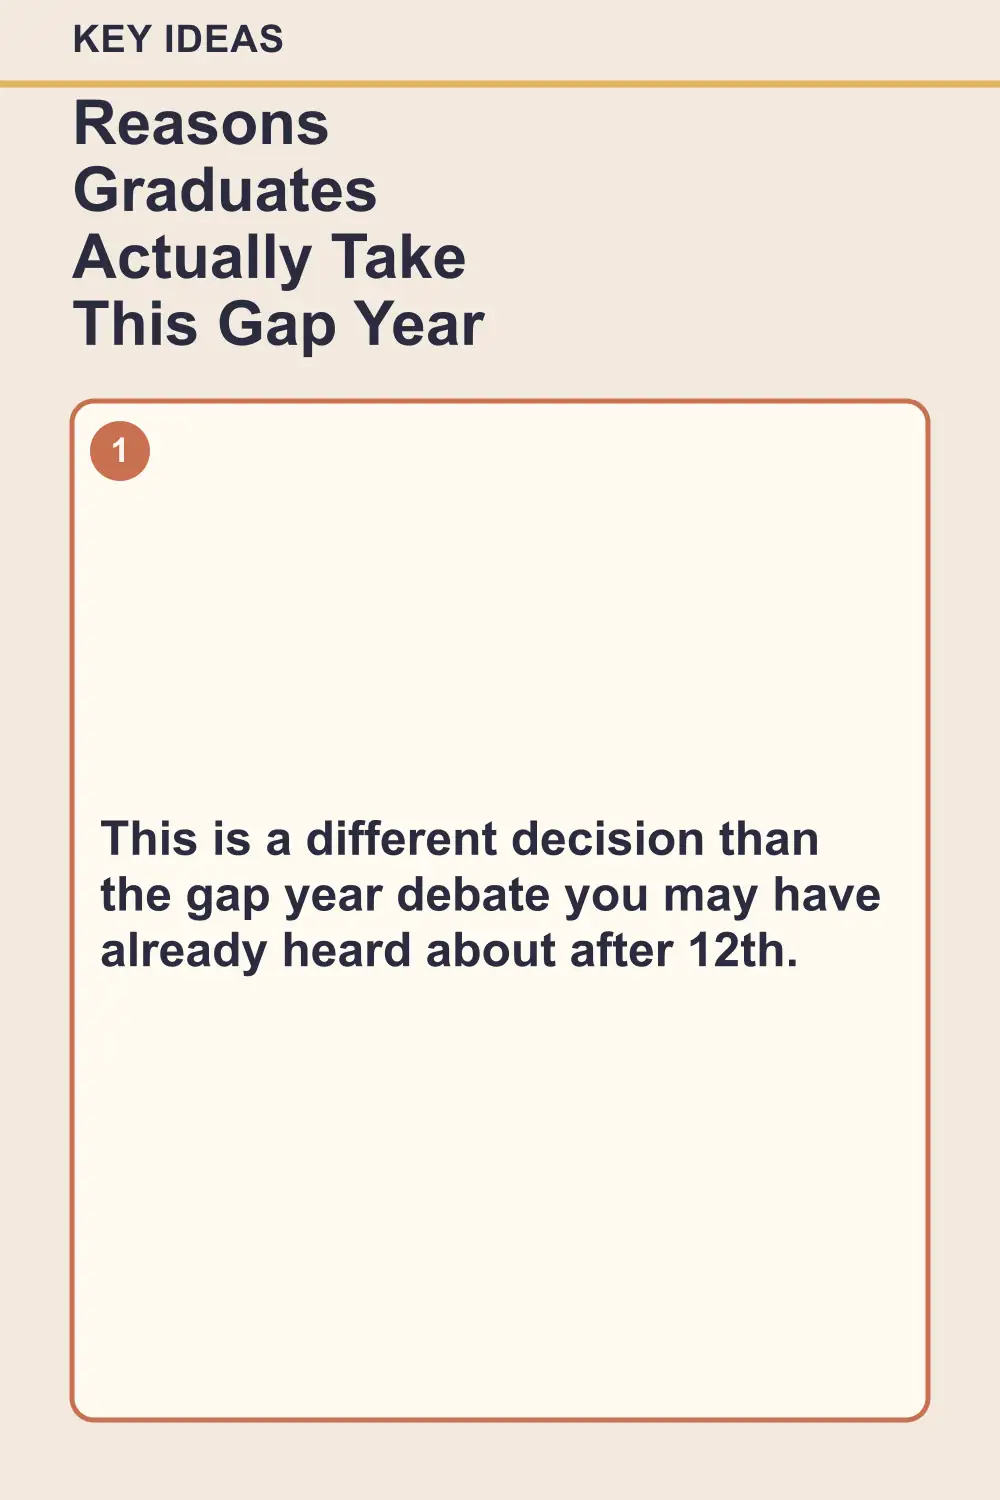 KEY IDEAS
Reasons
Graduates
Actually Take
This Gap Year
1
This is a different decision than
the gap year debate you may have
already heard about after 12th.